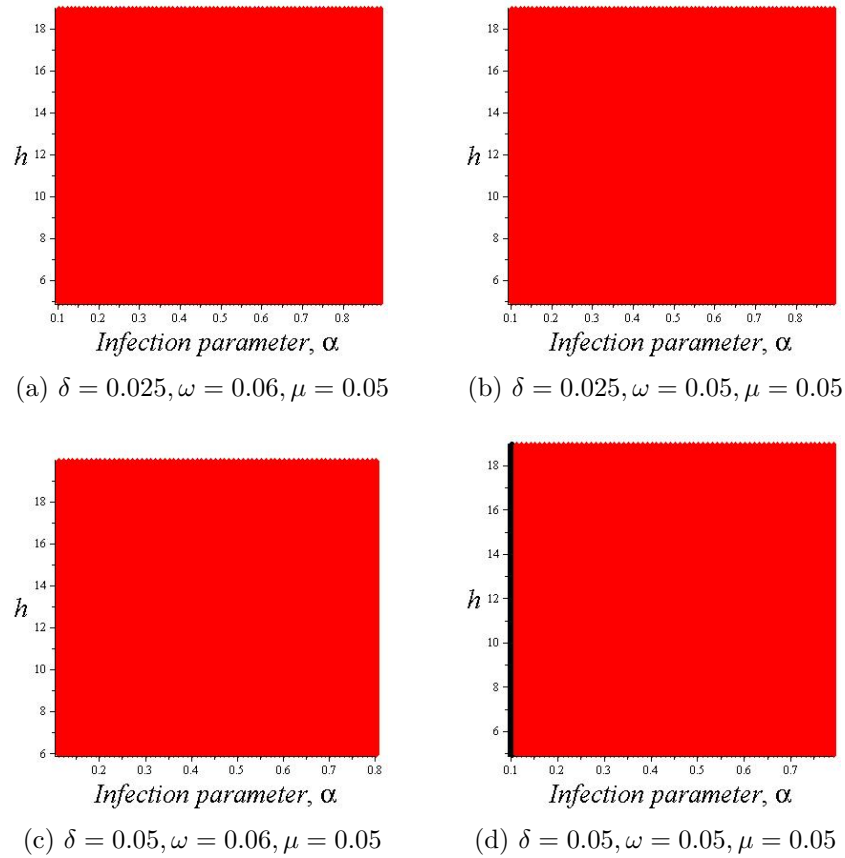 18
16
14
h 12
10
8
6
0.1 0.2 0.3 0.4 0.5 0.6 0.7 0.8
Infection parameter, α
(a) δ = 0.025, ω = 0.06, μ = 0.05
18
16
14
h 12
10
8
6
0.1 0.2 0.3 0.4 0.5 0.6 0.7 0.8
Infection parameter, α
(b) δ = 0.025, ω = 0.05, μ = 0.05
18
16
h 14
12
10
8
6
0.2 0.3 0.4 0.5 0.6 0.7 0.8
Infection parameter, α
(c) δ = 0.05, ω = 0.06, μ = 0.05
18
16
14
h 12
10
8
6
0.1 0.2 0.3 0.4 0.5 0.6 0.7
Infection parameter, α
(d) δ = 0.05, ω = 0.05, μ = 0.05